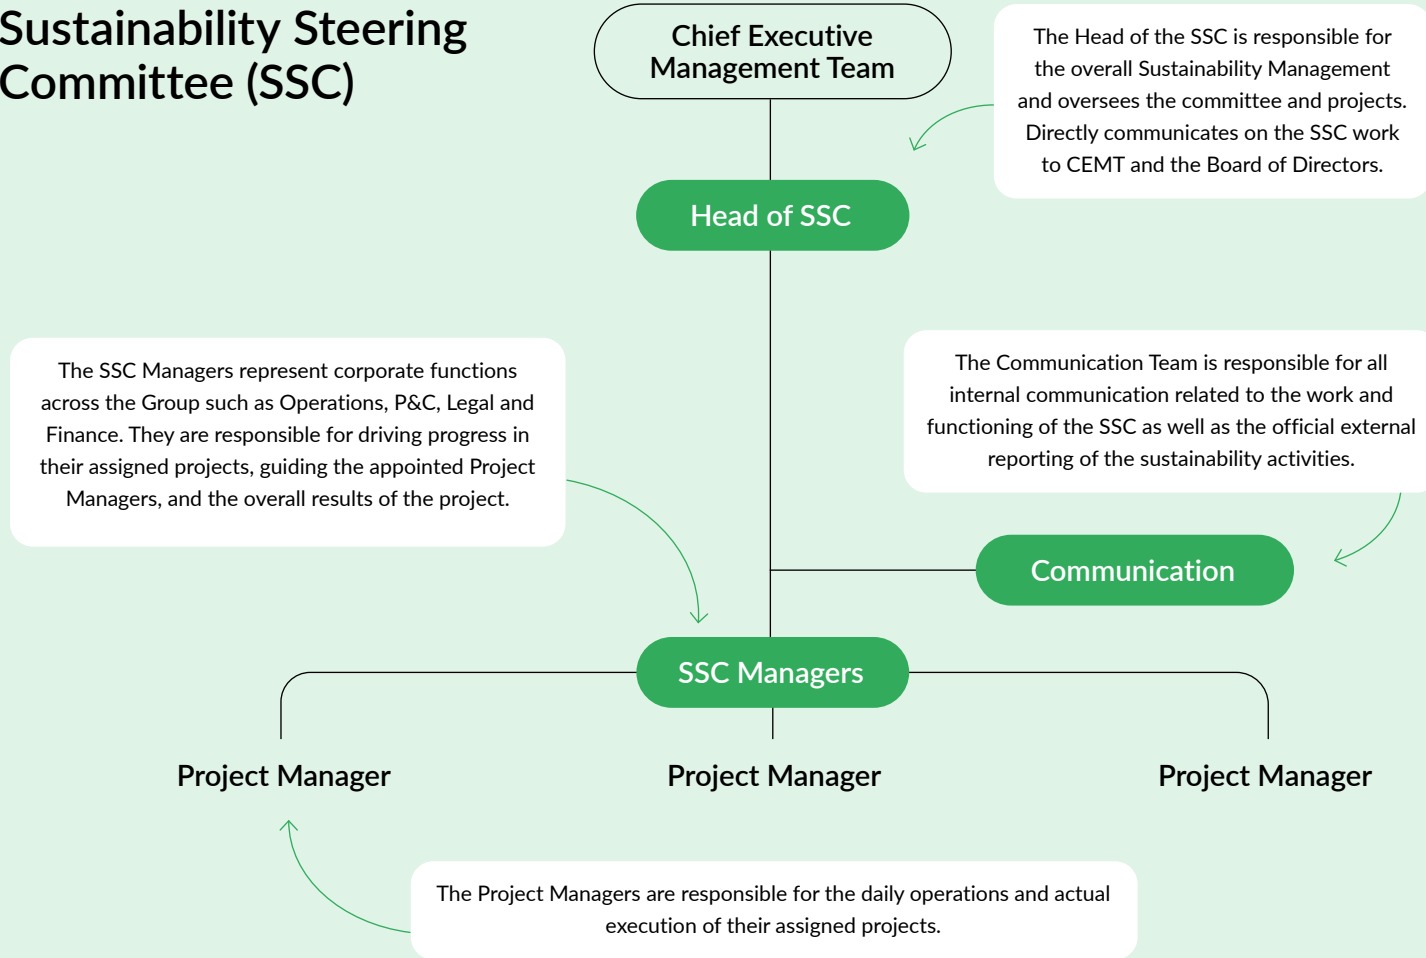 Sustainability Steering
Committee (SSC)
Chief Executive
Management Team
The Head of the SSC is responsible for
the overall Sustainability Management
and oversees the committee and projects.
Directly communicates on the SSC work
to CEMT and the Board of Directors.
Head of SSC
The SSC Managers represent corporate functions
across the Group such as Operations, P&C, Legal and
Finance. They are responsible for driving progress in
their assigned projects, guiding the appointed Project
Managers, and the overall results of the project.
The Communication Team is responsible for all
internal communication related to the work and
functioning of the SSC as well as the official external
reporting of the sustainability activities.
Communication
SSC Managers
Project Manager
Project Manager
Project Manager
The Project Managers are responsible for the daily operations and actual
execution of their assigned projects.